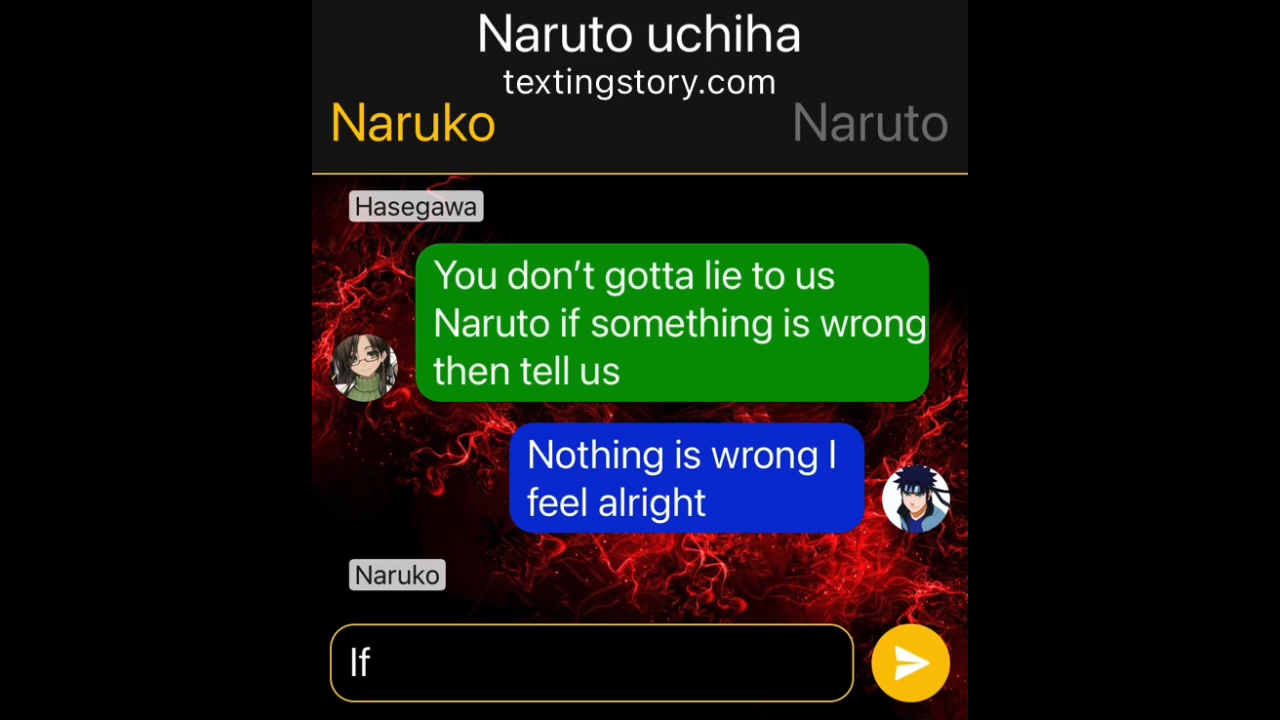 Naruto uchiha
textingstory.com
Naruko Naruto
Hasegawa
You don’t gotta lie to us
Naruto if something is wrong
then tell us
Nothing is wrong I
feel alright
Naruko
If